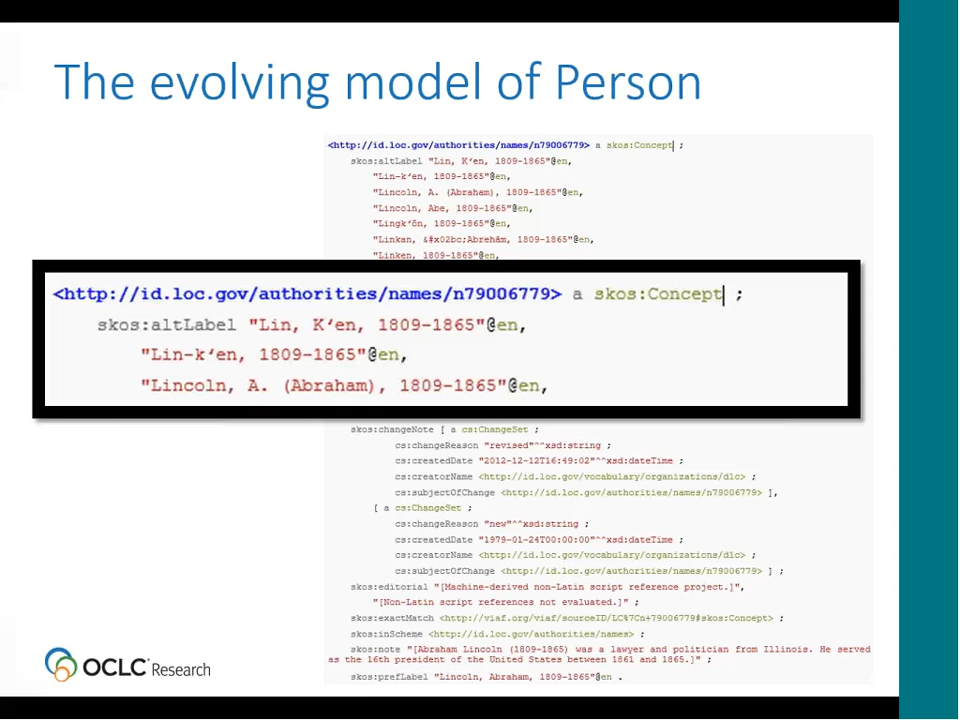 The evolving model of Person
<http://id.loc.gov/authorities/names/n79006779> a skos:Concept ;
skos:altLabel "Lin, Kʻen, 1809-1865"@en,
"Lin-kʻen, 1809-1865"@en,
"Lincoln, A. (Abraham), 1809-1865"@en,
"Lincoln, Abe, 1809-1865"@en,
"Lingkʻŏn, 1809-1865"@en,
"Linkan, &#x02bc;Abrehām, 1809-1865"@en,
"Linken, 1809-1865"@en,
<http://id.loc.gov/authorities/names/n79006779> a skos:Concept ;
skos:altLabel "Lin, Kʻen, 1809-1865"@en,
"Lin-kʻen, 1809-1865"@en,
"Lincoln, A. (Abraham), 1809-1865"@en,
skos:changeNote [ a cs:ChangeSet ;
cs:changeReason "revised"^^xsd:string ;
cs:createdDate "2012-12-12T16:49:02"^^xsd:dateTime ;
cs:creatorName <http://id.loc.gov/vocabulary/organizations/dlc> ;
cs:subjectOfChange <http://id.loc.gov/authorities/names/n79006779> ],
[ a cs:ChangeSet ;
cs:changeReason "new"^^xsd:string ;
cs:createdDate "1979-01-24T00:00:00"^^xsd:dateTime ;
cs:creatorName <http://id.loc.gov/vocabulary/organizations/dlc> ;
cs:subjectOfChange <http://id.loc.gov/authorities/names/n79006779> ] ;
skos:editorial "[Machine-derived non-Latin script reference project.]",
"[Non-Latin script references not evaluated.]" ;
skos:exactMatch <http://viaf.org/viaf/sourceID/LC%7Cn+79006779#skos:Concept> ;
skos:inScheme <http://id.loc.gov/authorities/names> ;
skos:note "[Abraham Lincoln (1809-1865) was a lawyer and politician from Illinois. He served
as the 16th president of the United States between 1861 and 1865.]" ;
skos:prefLabel "Lincoln, Abraham, 1809-1865"@en .
OCLC Research